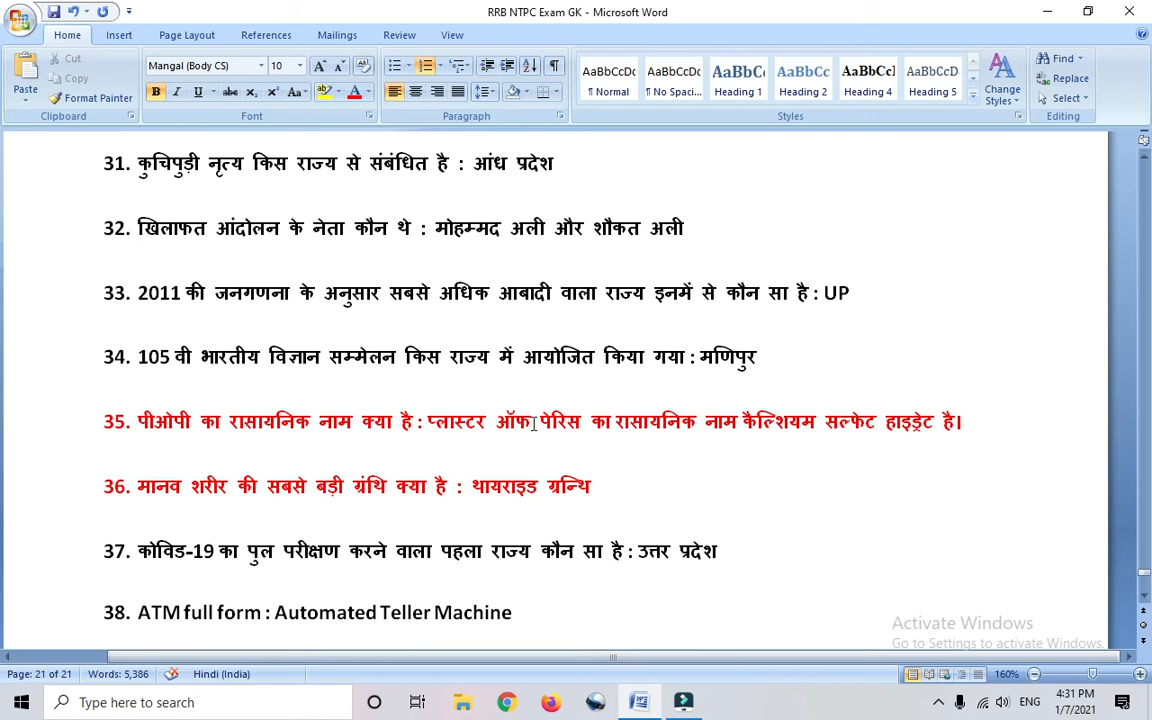 RRB NTPC Exam GK - Microsoft Word
Home Insert Page Layout References Mailings Review View
Paste Cut Copy Format Painter Clipboard
Mangal (Body CS) 10 Font
Paragraph
AaBbCcDc AaBbCcDc AaBbC AaBbCc AaBbCcI AaBbCcDc
¶ Normal ¶ No Spaci... Heading 1 Heading 2 Heading 4 Heading 5
Styles Change Styles
Find Replace Select Editing
31. कुचिपुड़ी नृत्य किस राज्य से संबंधित है : आंध प्रदेश
32. खिलाफत आंदोलन के नेता कौन थे : मोहम्मद अली और शौकत अली
33. 2011 की जनगणना के अनुसार सबसे अधिक आबादी वाला राज्य इनमें से कौन सा है : UP
34. 105 वी भारतीय विज्ञान सम्मेलन किस राज्य में आयोजित किया गया : मणिपुर
35. पीओपी का रासायनिक नाम क्या है : प्लास्टर ऑफ पेरिस का रासायनिक नाम कैल्शियम सल्फेट हाइड्रेट है।
36. मानव शरीर की सबसे बड़ी ग्रंथि क्या है : थायराइड ग्रन्थि
37. कोविड-19 का पुल परीक्षण करने वाला पहला राज्य कौन सा है : उत्तर प्रदेश
38. ATM full form : Automated Teller Machine
Activate Windows
Go to Settings to activate Windows.
Page: 21 of 21 Words: 5,386 Hindi (India) 160%
Type here to search ENG 4:31 PM
1/7/2021